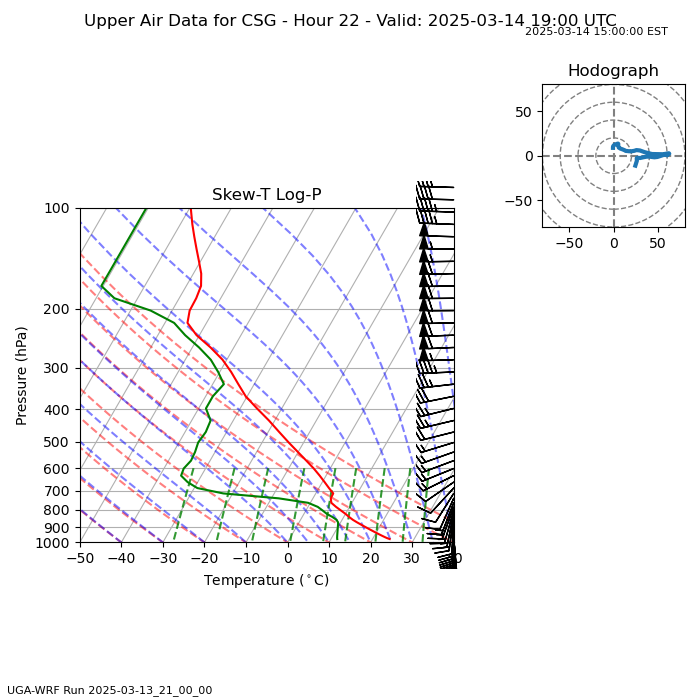 Upper Air Data for CSG - Hour 22 - Valid: 2025-03-14 19:00 UTC
2025-03-14 15:00:00 EST
Hodograph
50
0
−50
−50 0 50
Skew-T Log-P
100
200
300
400
500
600
700
800
900
1000
Pressure (hPa)
−50 −40 −30 −20 −10 0 10 20 30
Temperature (°C)
UGA-WRF Run 2025-03-13_21_00_00